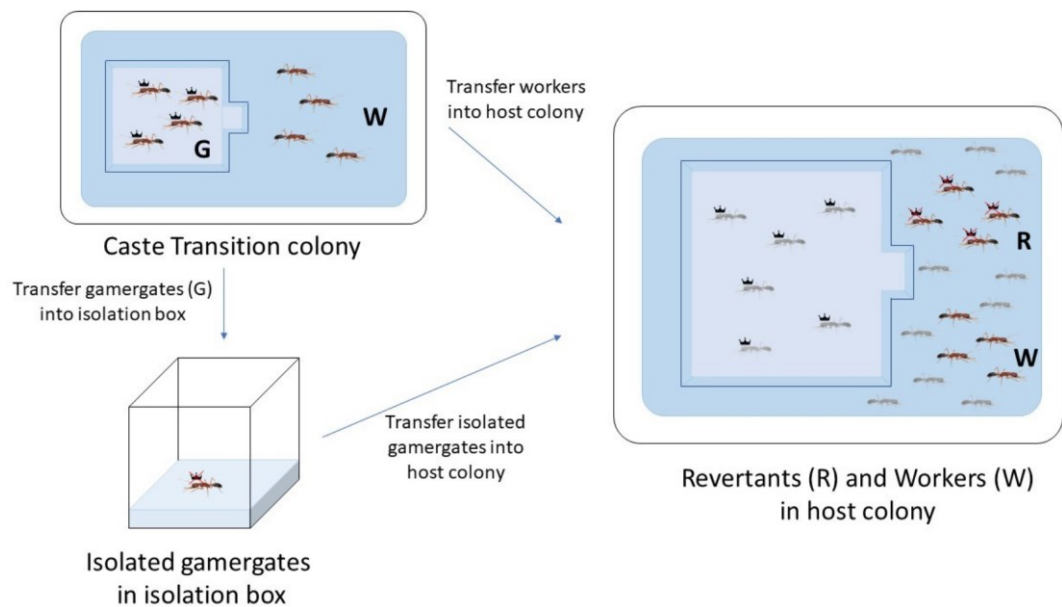 G
W
Caste Transition colony
Transfer workers
into host colony
Transfer gamergates (G)
into isolation box
Isolated gamergates
in isolation box
Transfer isolated
gamergates into
host colony
R
W
Revertants (R) and Workers (W)
in host colony